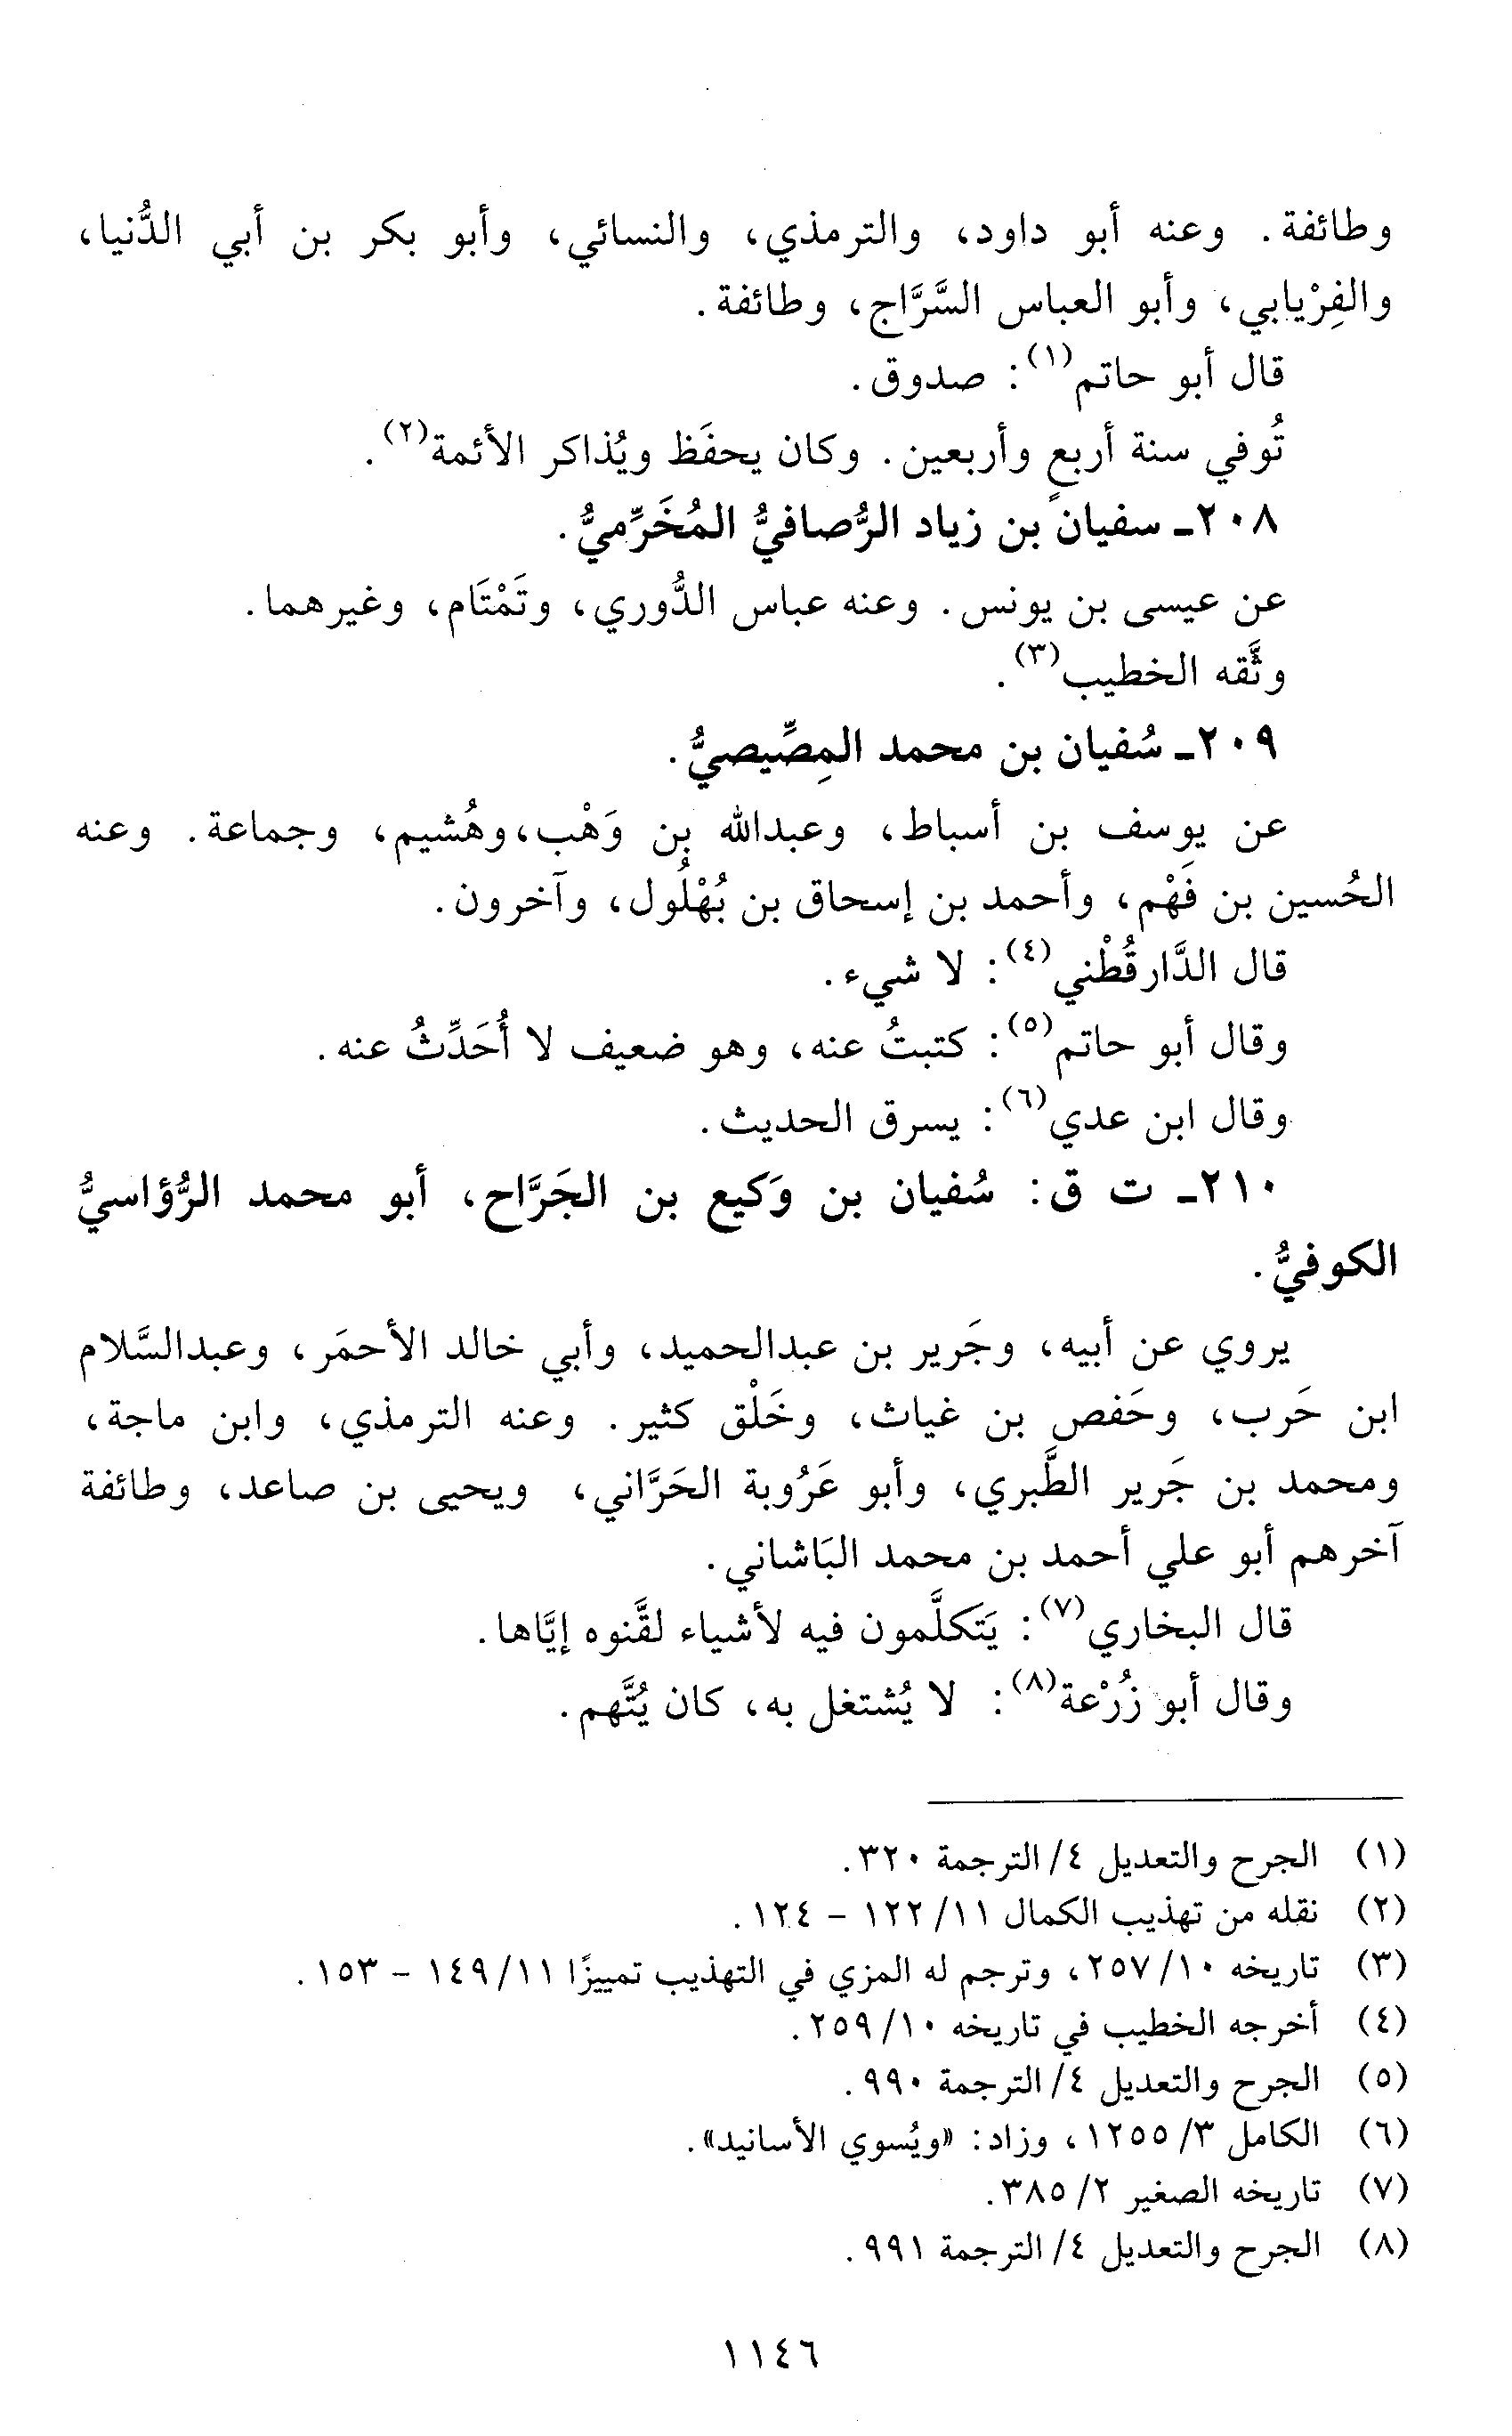 وطائفة. وعنه أبو داود، والترمذي، والنسائي، وأبو بكر بن أبي الدُّنيا،
والفِرْيابي، وأبو العباس السَّرَّاج، وطائفة.
قال أبو حاتم(١): صدوق.
تُوفي سنة أربعٍ وأربعين. وكان يحفَظ ويُذاكر الأئمة(٢).
٢٠٨ـ سفيان بن زياد الرُّصافيُّ المُخَرِّميُّ.
عن عيسى بن يونس. وعنه عباس الدُّوري، وتَمْتَام، وغيرهما.
وثَّقه الخطيب(٣).
٢٠٩ـ سُفيان بن محمد المِصِّيصيُّ.
عن يوسف بن أسباط، وعبدالله بن وَهْب،وهُشيم، وجماعة. وعنه
الحُسين بن فَهْم، وأحمد بن إسحاق بن بُهْلُول، وآخرون.
قال الدَّارقُطْني(٤): لا شيء.
وقال أبو حاتم(٥): كتبتُ عنه، وهو ضعيف لا أُحَدِّثُ عنه.
وقال ابن عدي(٦): يسرق الحديث.
٢١٠ـ ت ق: سُفيان بن وَكيع بن الجَرَّاح، أبو محمد الرُّؤاسيُّ
الكوفيُّ.
يروي عن أبيه، وجَرير بن عبدالحميد، وأبي خالد الأحمَر، وعبدالسَّلام
ابن حَرب، وحَفص بن غياث، وخَلْق كثير. وعنه الترمذي، وابن ماجة،
ومحمد بن جَرير الطَّبري، وأبو عَرُوبة الحَرَّاني، ويحيى بن صاعد، وطائفة
آخرهم أبو علي أحمد بن محمد البَاشاني.
قال البخاري(٧): يَتكلَّمون فيه لأشياء لقَّنوه إيَّاها.
وقال أبو زُرْعة(٨): لا يُشتغل به، كان يُتَّهم.
(١) الجرح والتعديل ٤/ الترجمة ٣٢٠.
(٢) نقله من تهذيب الكمال ١١/ ١٢٢ - ١٢٤.
(٣) تاريخه ١٠/ ٢٥٧، وترجم له المزي في التهذيب تمييزًا ١١/ ١٤٩ - ١٥٣.
(٤) أخرجه الخطيب في تاريخه ١٠/ ٢٥٩.
(٥) الجرح والتعديل ٤/ الترجمة ٩٩٠.
(٦) الكامل ٣/ ١٢٥٥، وزاد: «ويُسوي الأسانيد».
(٧) تاريخه الصغير ٢/ ٣٨٥.
(٨) الجرح والتعديل ٤/ الترجمة ٩٩١.
١١٤٦